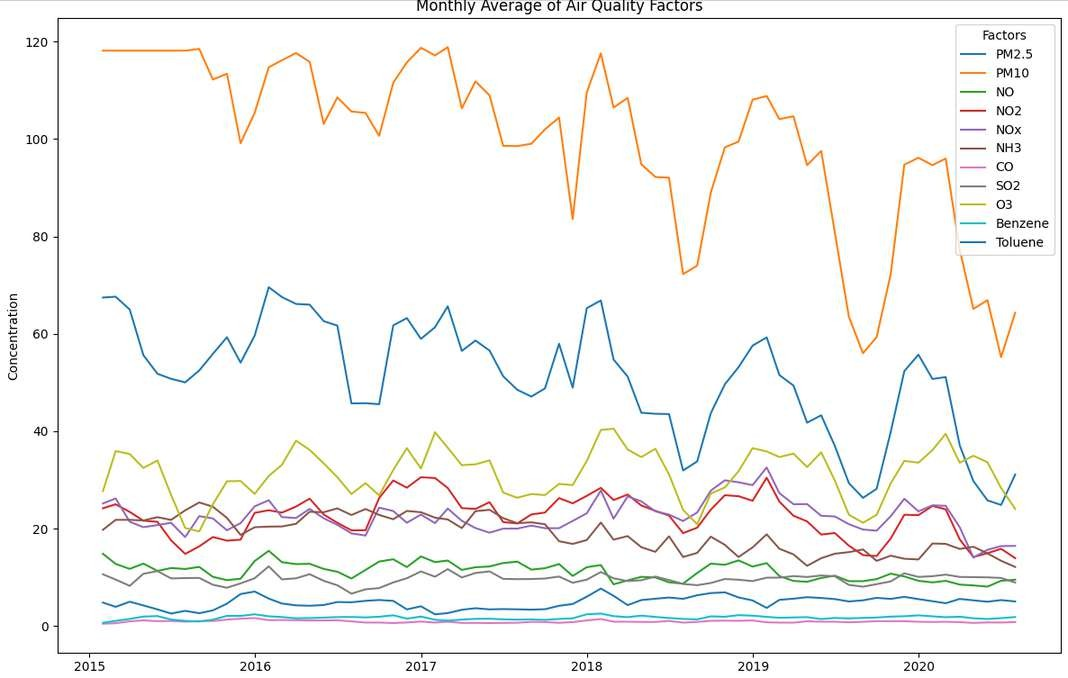 Monthly Average of Air Quality Factors
120
100
80
60
40
20
0
Concentration
2015
2016
2017
2018
2019
2020
Factors
PM2.5
PM10
NO
NO2
NOx
NH3
CO
SO2
O3
Benzene
Toluene